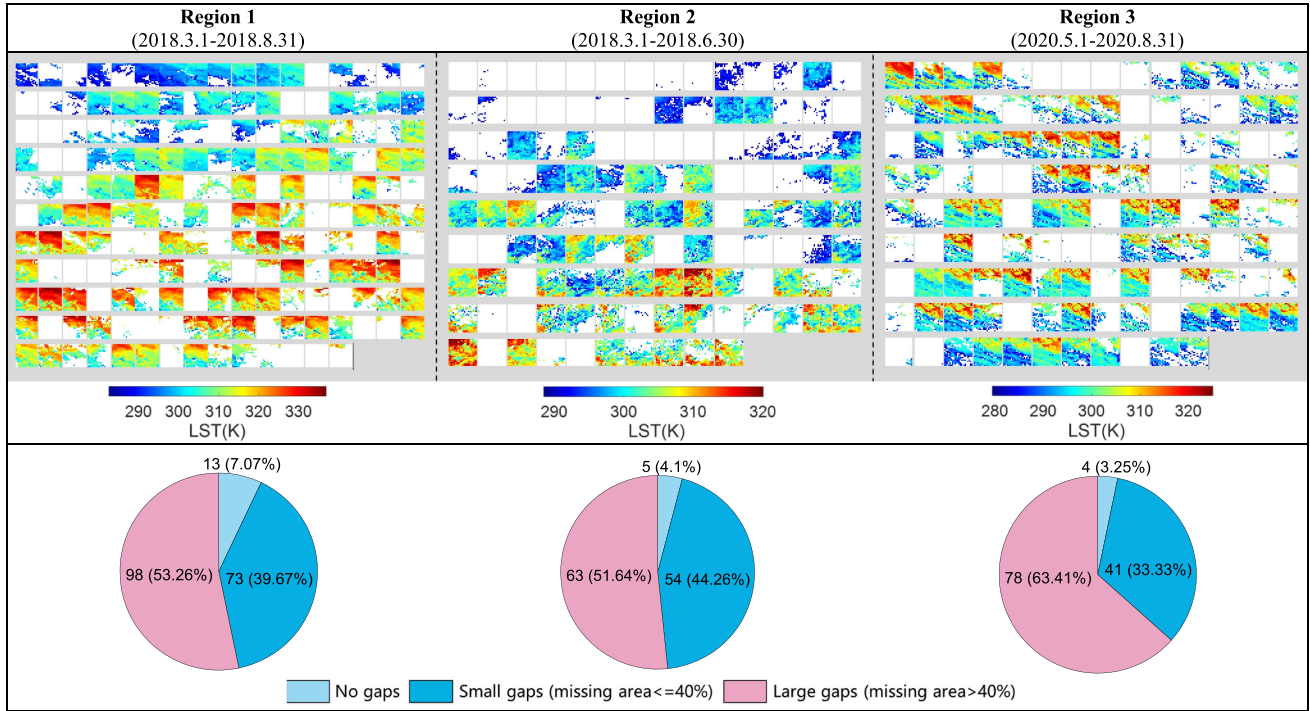 Region 1
(2018.3.1-2018.8.31)
Region 2
(2018.3.1-2018.6.30)
Region 3
(2020.5.1-2020.8.31)
290 300 310 320 330
LST(K)
290 300 310 320
LST(K)
280 290 300 310 320
LST(K)
13 (7.07%)
98 (53.26%) 73 (39.67%)
5 (4.1%)
63 (51.64%) 54 (44.26%)
4 (3.25%)
78 (63.41%) 41 (33.33%)
No gaps Small gaps (missing area<=40%) Large gaps (missing area>40%)